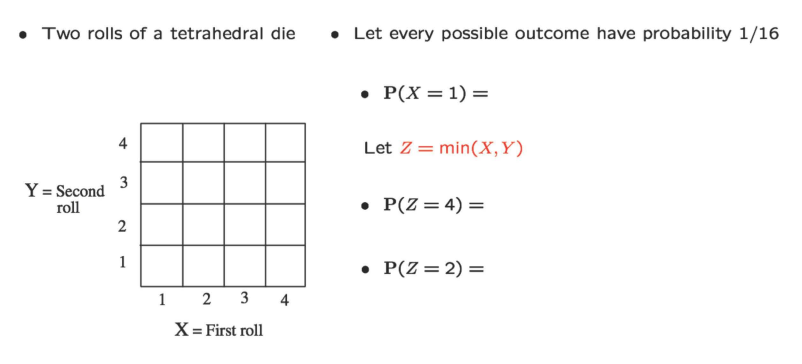 • Two rolls of a tetrahedral die
• Let every possible outcome have probability 1/16
• P(X = 1) =
Let Z = min(X, Y)
• P(Z = 4) =
• P(Z = 2) =
4
3
Y = Second
roll
2
1
1 2 3 4
X = First roll